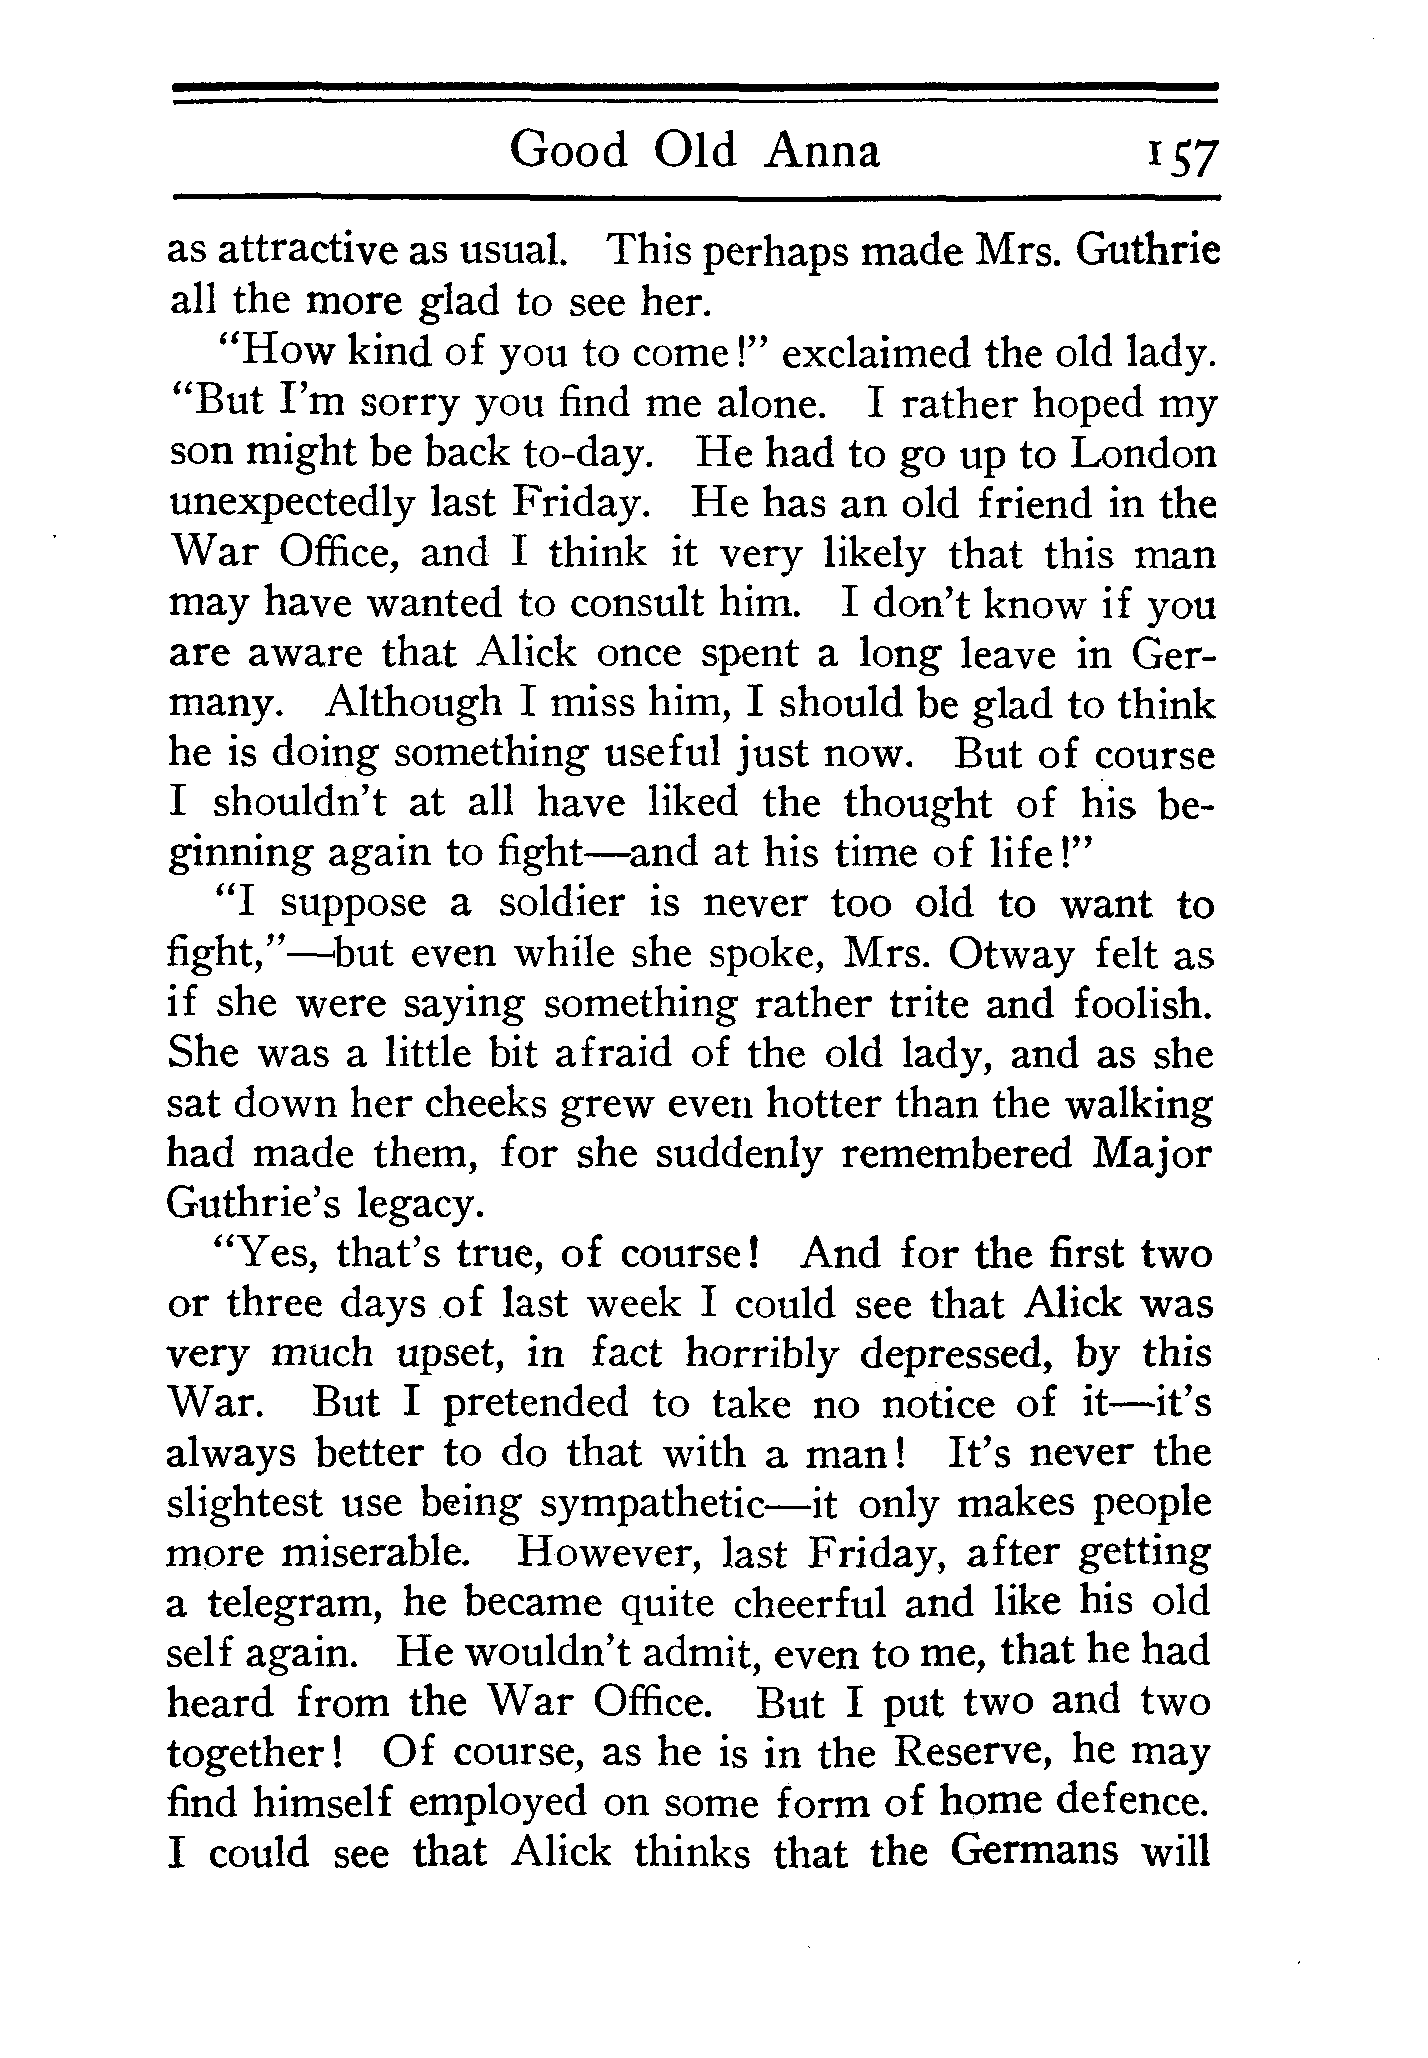 Good Old Anna 157
as attractive as usual. This perhaps made Mrs. Guthrie
all the more glad to see her.
"How kind of you to come!" exclaimed the old lady.
"But I'm sorry you find me alone. I rather hoped my
son might be back to-day. He had to go up to London
unexpectedly last Friday. He has an old friend in the
War Office, and I think it very likely that this man
may have wanted to consult him. I don't know if you
are aware that Alick once spent a long leave in Ger-
many. Although I miss him, I should be glad to think
he is doing something useful just now. But of course
I shouldn't at all have liked the thought of his be-
ginning again to fight—and at his time of life!"
"I suppose a soldier is never too old to want to
fight,"—but even while she spoke, Mrs. Otway felt as
if she were saying something rather trite and foolish.
She was a little bit afraid of the old lady, and as she
sat down her cheeks grew even hotter than the walking
had made them, for she suddenly remembered Major
Guthrie's legacy.
"Yes, that's true, of course! And for the first two
or three days of last week I could see that Alick was
very much upset, in fact horribly depressed, by this
War. But I pretended to take no notice of it—it's
always better to do that with a man! It's never the
slightest use being sympathetic—it only makes people
more miserable. However, last Friday, after getting
a telegram, he became quite cheerful and like his old
self again. He wouldn't admit, even to me, that he had
heard from the War Office. But I put two and two
together! Of course, as he is in the Reserve, he may
find himself employed on some form of home defence.
I could see that Alick thinks that the Germans will